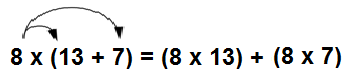 8 x (13 + 7) = (8 x 13) + (8 x 7)